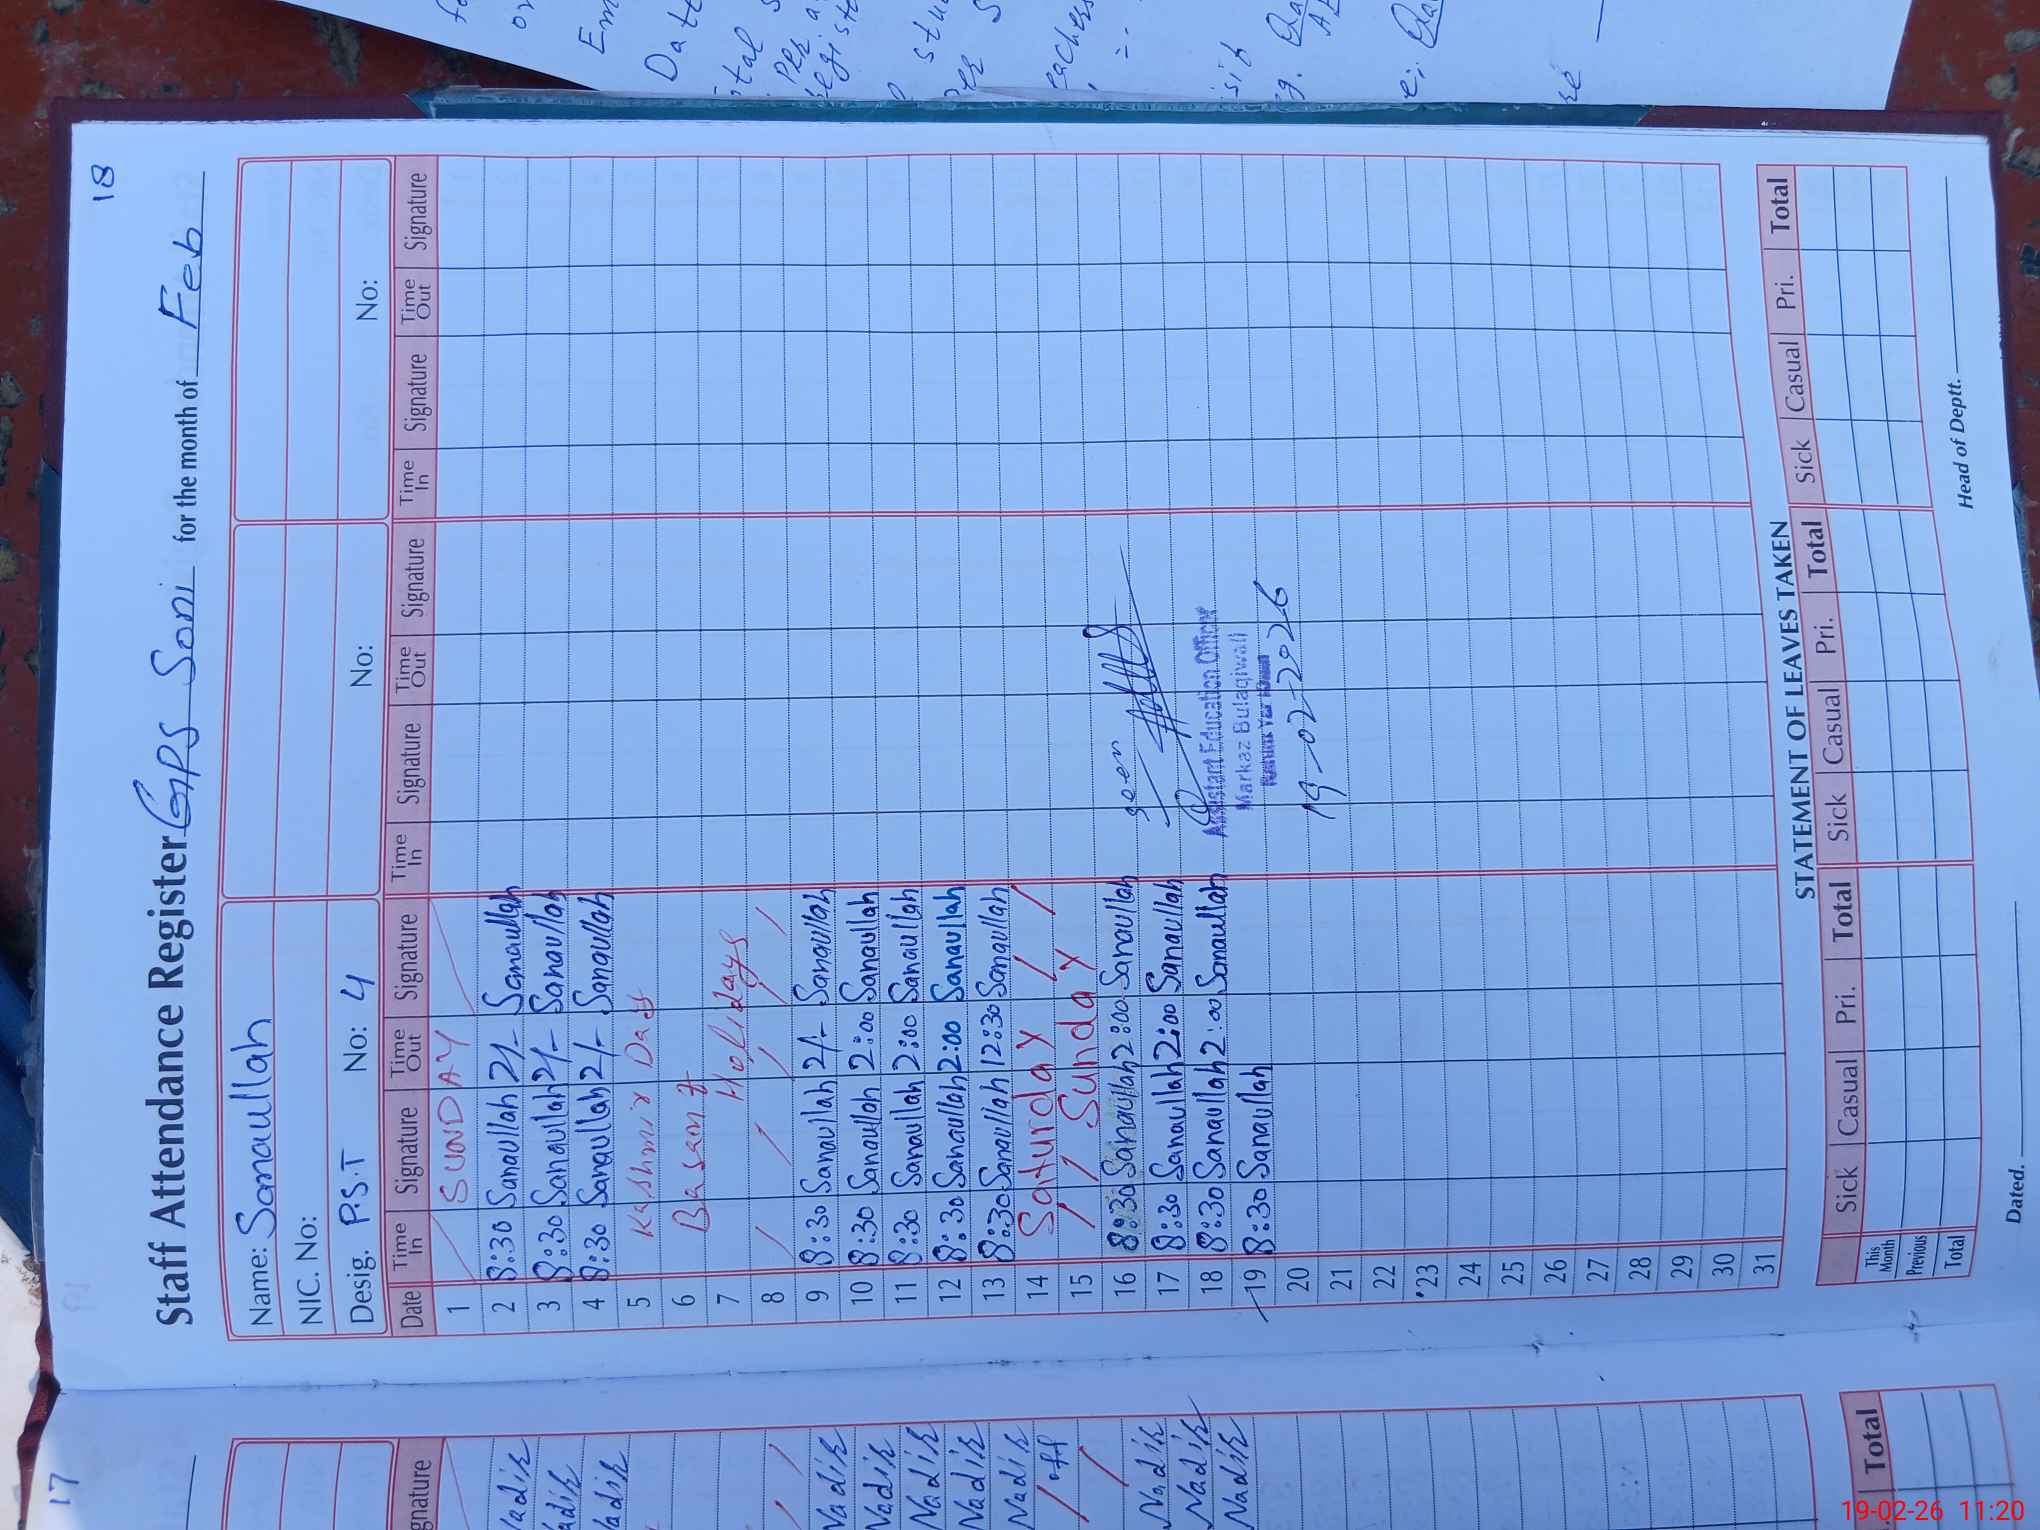 18
Staff Attendance Register GPS Soni for the month of Feb
Name: Sanaullah
NIC. No:
Desig. P.S.T No: 4 No: No:
Date Time In Signature Time Out Signature Time In Signature Time Out Signature Time In Signature Time Out Signature
1 SUNDAY
2 8:30 Sanaullah 2/- Sanaullah
3 8:30 Sanaullah 2/- Sanaullah
4 8:30 Sanaullah 2/- Sanaullah
5 Kashmir Day
6 Basant
7 Holidays
8
9 8:30 Sanaullah 2/- Sanaullah
10 8:30 Sanaullah 2:00 Sanaullah
11 8:30 Sanaullah 2:00 Sanaullah
12 8:30 Sanaullah 2:00 Sanaullah
13 8:30 Sanaullah 12:30 Sanaullah
14 Saturday
15 Sunday
16 8:30 Sanaullah 2:00 Sanaullah seen
17 8:30 Sanaullah 2:00 Sanaullah
18 8:30 Sanaullah 2:00 Sanaullah Assistant Education Officer
19 8:30 Sanaullah Markaz Bulaqiwali
20 19-02-2026
21
22
23
24
25
26
27
28
29
30
31
STATEMENT OF LEAVES TAKEN
Sick Casual Pri. Total Sick Casual Pri. Total Sick Casual Pri. Total
This Month
Previous
Total
Dated. Head of Deptt.
17
Nadir
Nadir
Nadir
Nadir
Nadir
off
Nadir
Nadir
Nadir
Total
19-02-26 11:20